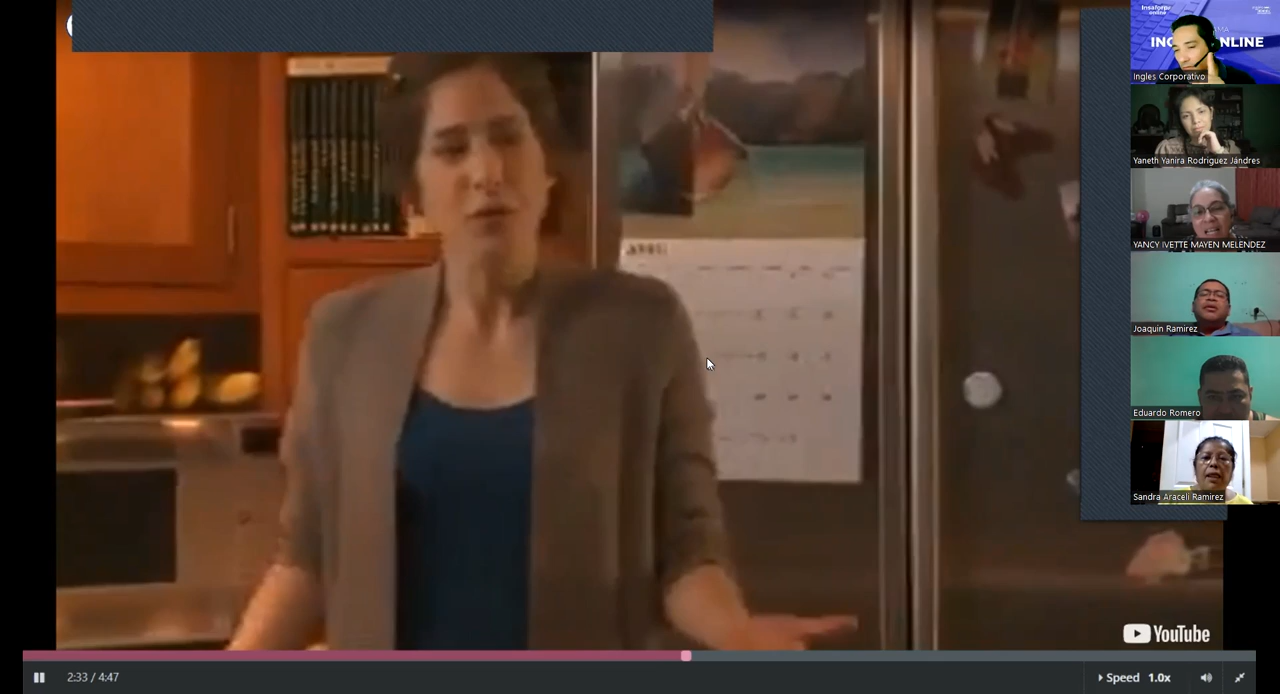 Insaforp
online
INGLES ONLINE
Ingles Corporativo
Yaneth Yanira Rodriguez Jándres
YANCY IVETTE MAYEN MELENDEZ
Joaquin Ramirez
Eduardo Romero
Sandra Araceli Ramirez
YouTube
2:33 / 4:47
Speed 1.0x